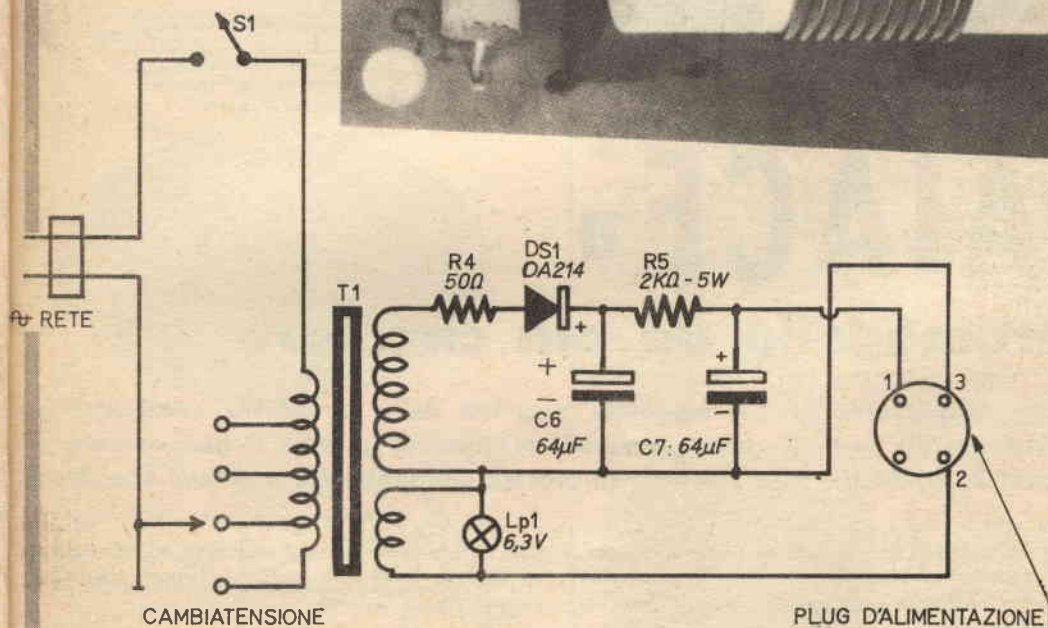 S1
∿ RETE
T1
R4
50Ω
DS1
OA214
R5
2KΩ - 5W
+
+
+
−
−
C6
64µF
C7: 64µF
1
3
2
Lp1
6,3V
CAMBIATENSIONE
PLUG D'ALIMENTAZIONE